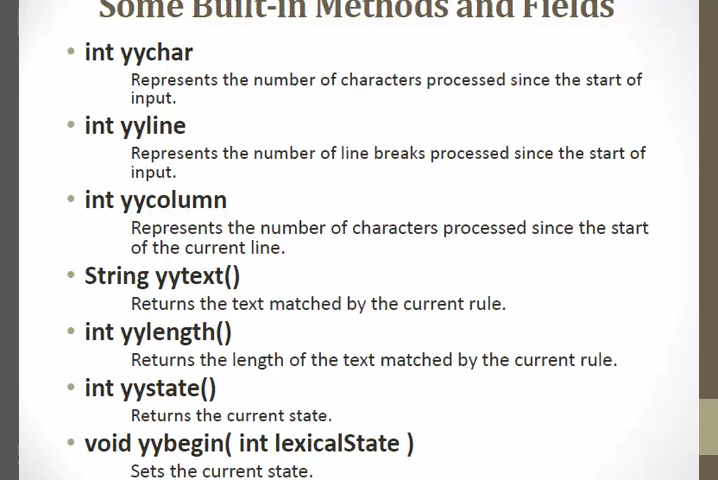 Some Built-in Methods and Fields
• int yychar
Represents the number of characters processed since the start of
input.
• int yyline
Represents the number of line breaks processed since the start of
input.
• int yycolumn
Represents the number of characters processed since the start
of the current line.
• String yytext()
Returns the text matched by the current rule.
• int yylength()
Returns the length of the text matched by the current rule.
• int yystate()
Returns the current state.
• void yybegin( int lexicalState )
Sets the current state.